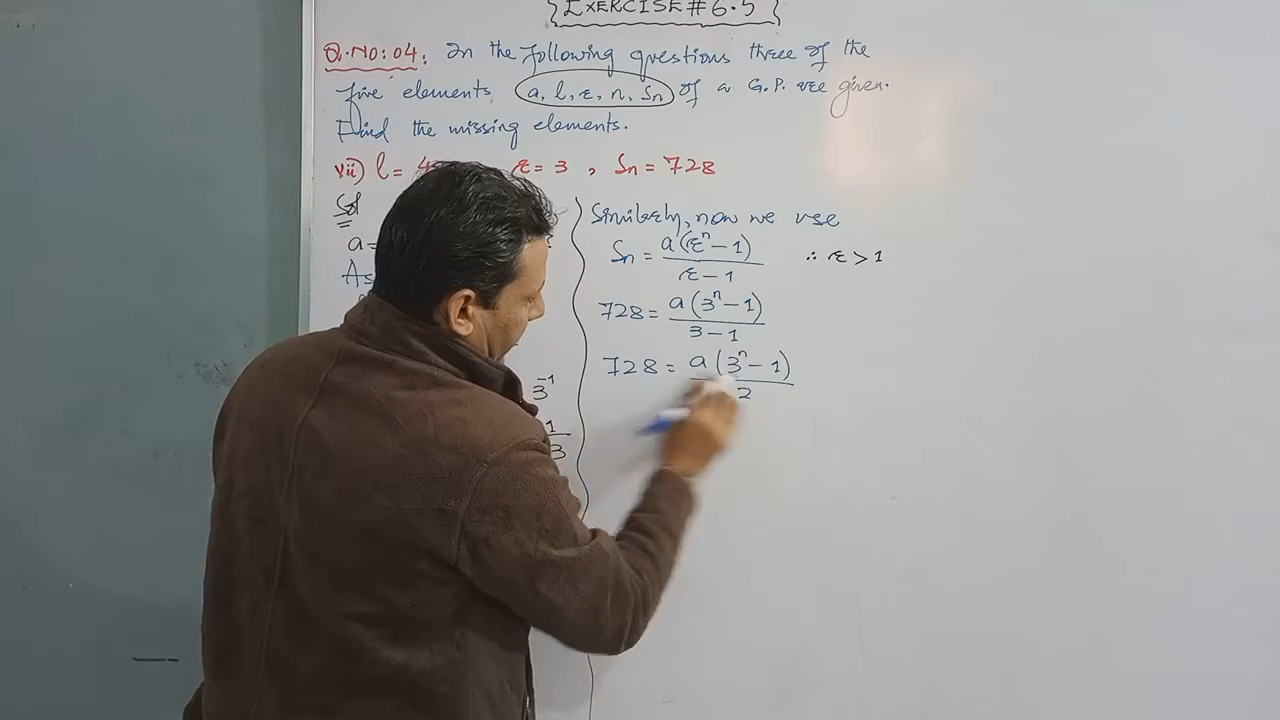 EXERCISE # 6.5
Q.NO:04: In the following questions three of the
five elements a, l, r, n, Sn of a G.P. are given.
Find the missing elements.
vii) l = r = 3 , Sn = 728
Sol
a =
As
3^-1
1/3
Similarly, now we use
Sn = a(r^n - 1) / r - 1 ∴ r > 1
728 = a(3^n - 1) / 3 - 1
728 = a(3^n - 1) / 2